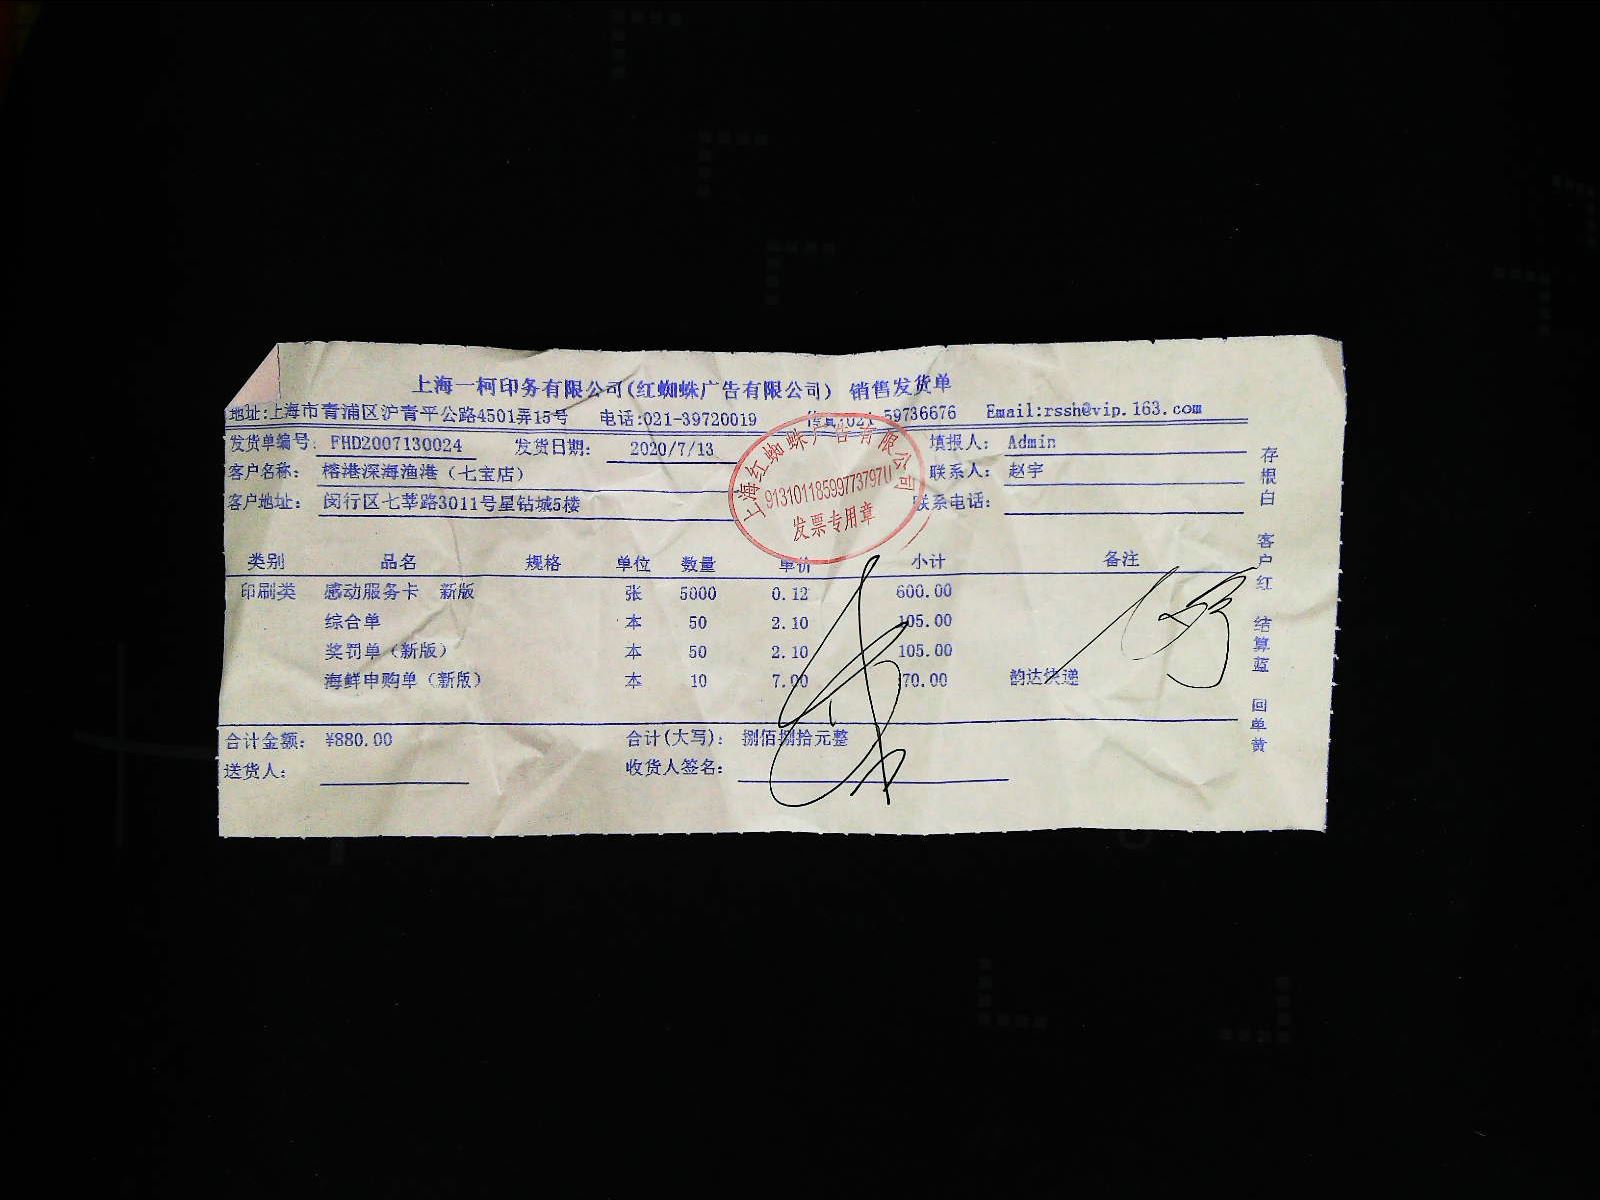 上海一柯印务有限公司(红蜘蛛广告有限公司) 销售发货单
地址:上海市青浦区沪青平公路4501弄15号 电话:021-39720019 传真:021 59736676 Email:rssh@vip.163.com
发货单编号: FHD2007130024 发货日期: 2020/7/13 填报人: Admin
客户名称: 榕港深海渔港（七宝店） 联系人: 赵宇
客户地址: 闵行区七莘路3011号星钻城5楼 联系电话:
上海红蜘蛛广告有限公司
91310118599773797U
发票专用章
类别 品名 规格 单位 数量 单价 小计 备注
印刷类 感动服务卡 新版 张 5000 0.12 600.00
综合单 本 50 2.10 105.00
奖罚单（新版） 本 50 2.10 105.00
海鲜申购单（新版） 本 10 7.00 70.00 韵达快递
合计金额: ¥880.00 合计(大写): 捌佰捌拾元整
送货人: 收货人签名:
存根白 客户红 结算蓝 回单黄